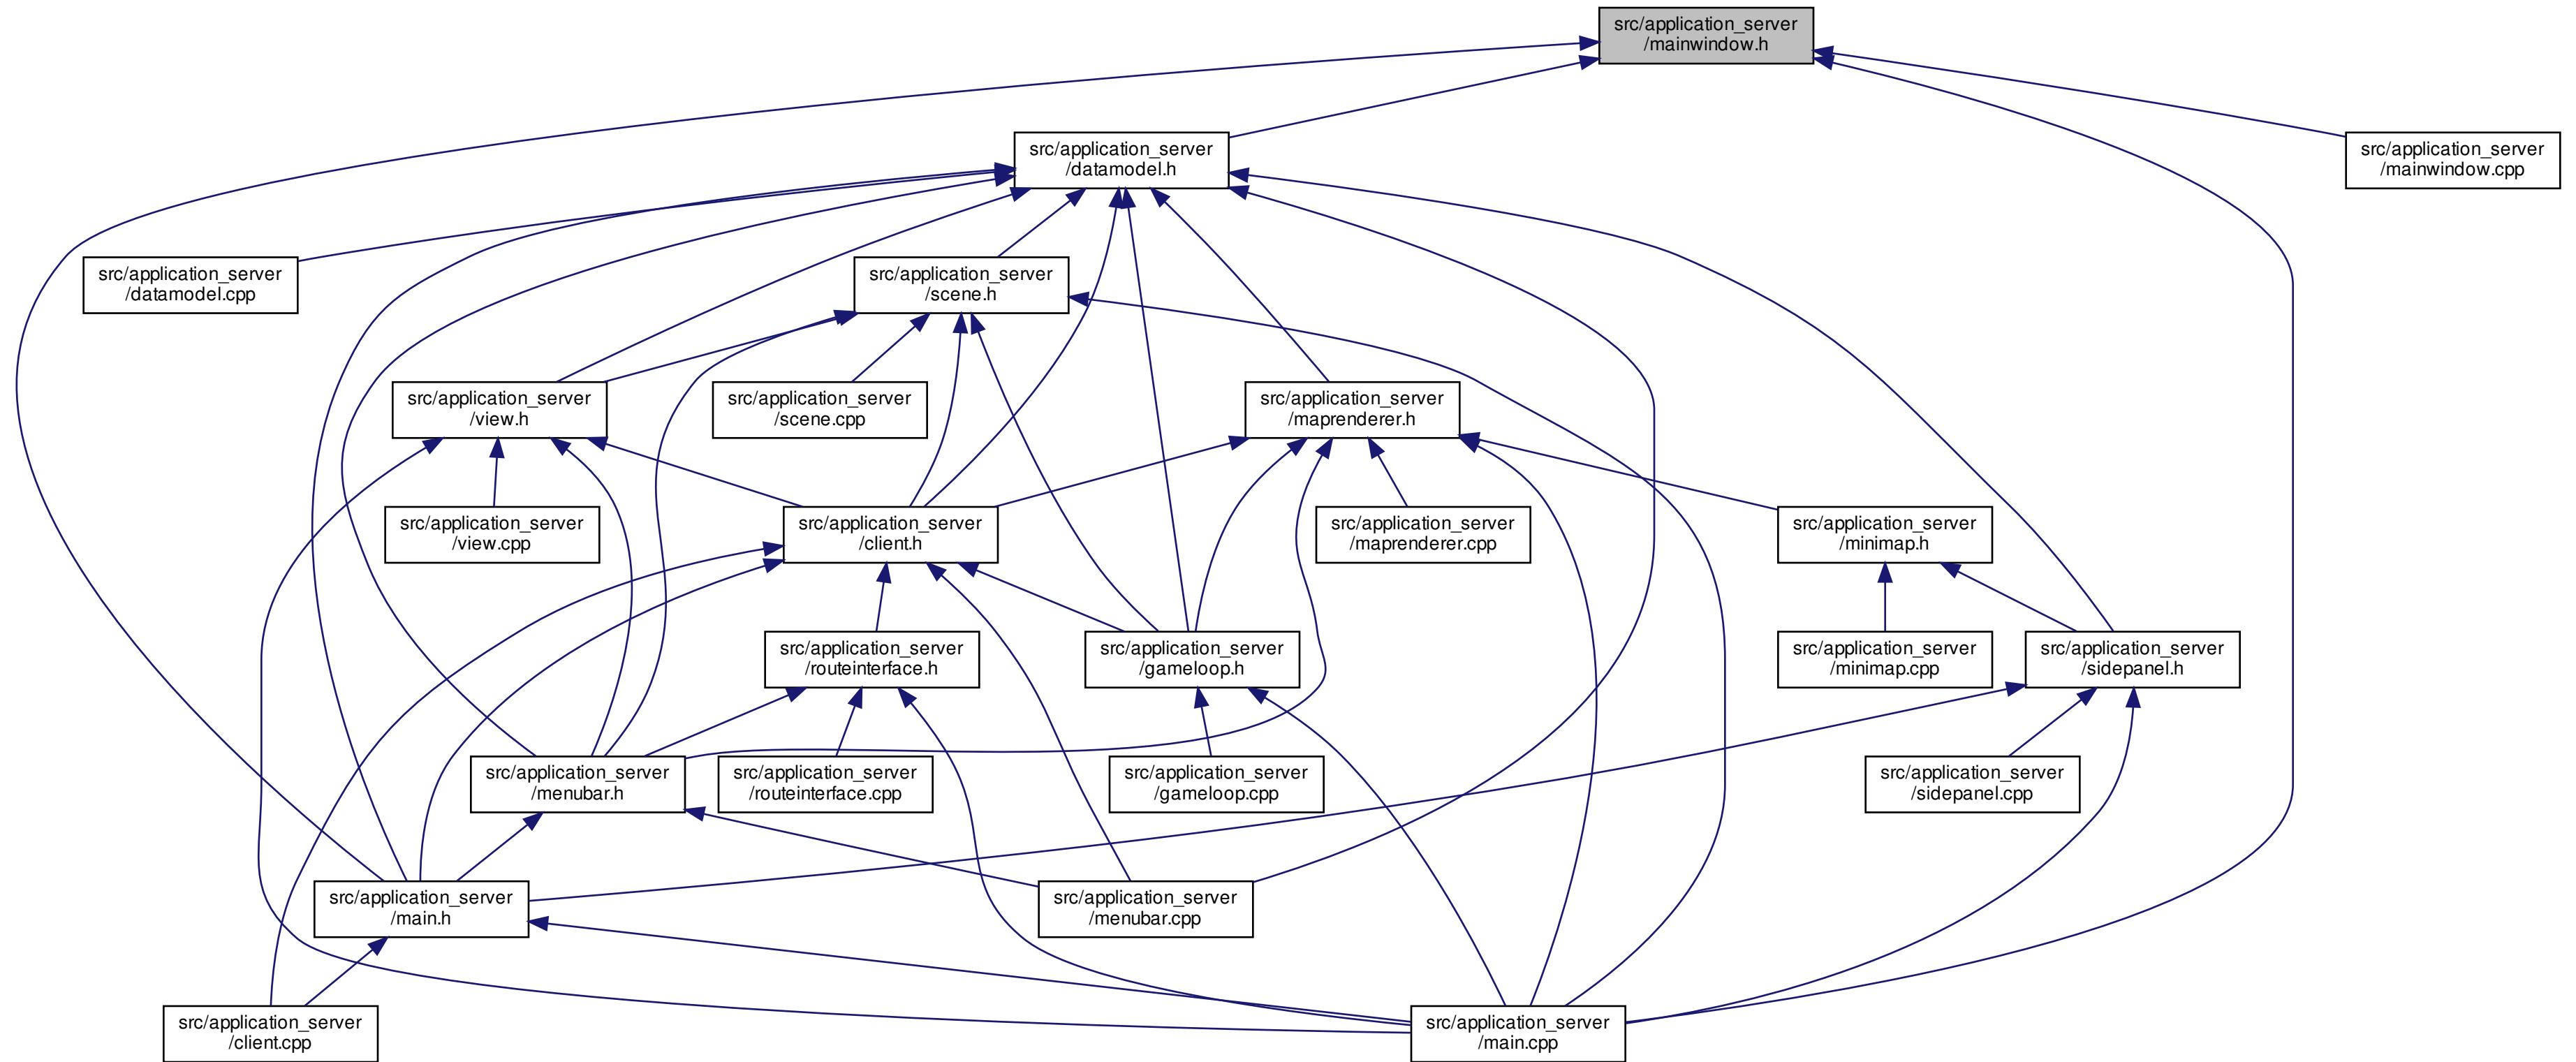 src/application_server
/mainwindow.h
src/application_server
/datamodel.h
src/application_server
/mainwindow.cpp
src/application_server
/datamodel.cpp
src/application_server
/scene.h
src/application_server
/view.h
src/application_server
/scene.cpp
src/application_server
/maprenderer.h
src/application_server
/view.cpp
src/application_server
/client.h
src/application_server
/maprenderer.cpp
src/application_server
/minimap.h
src/application_server
/routeinterface.h
src/application_server
/gameloop.h
src/application_server
/minimap.cpp
src/application_server
/sidepanel.h
src/application_server
/menubar.h
src/application_server
/routeinterface.cpp
src/application_server
/gameloop.cpp
src/application_server
/sidepanel.cpp
src/application_server
/main.h
src/application_server
/menubar.cpp
src/application_server
/client.cpp
src/application_server
/main.cpp